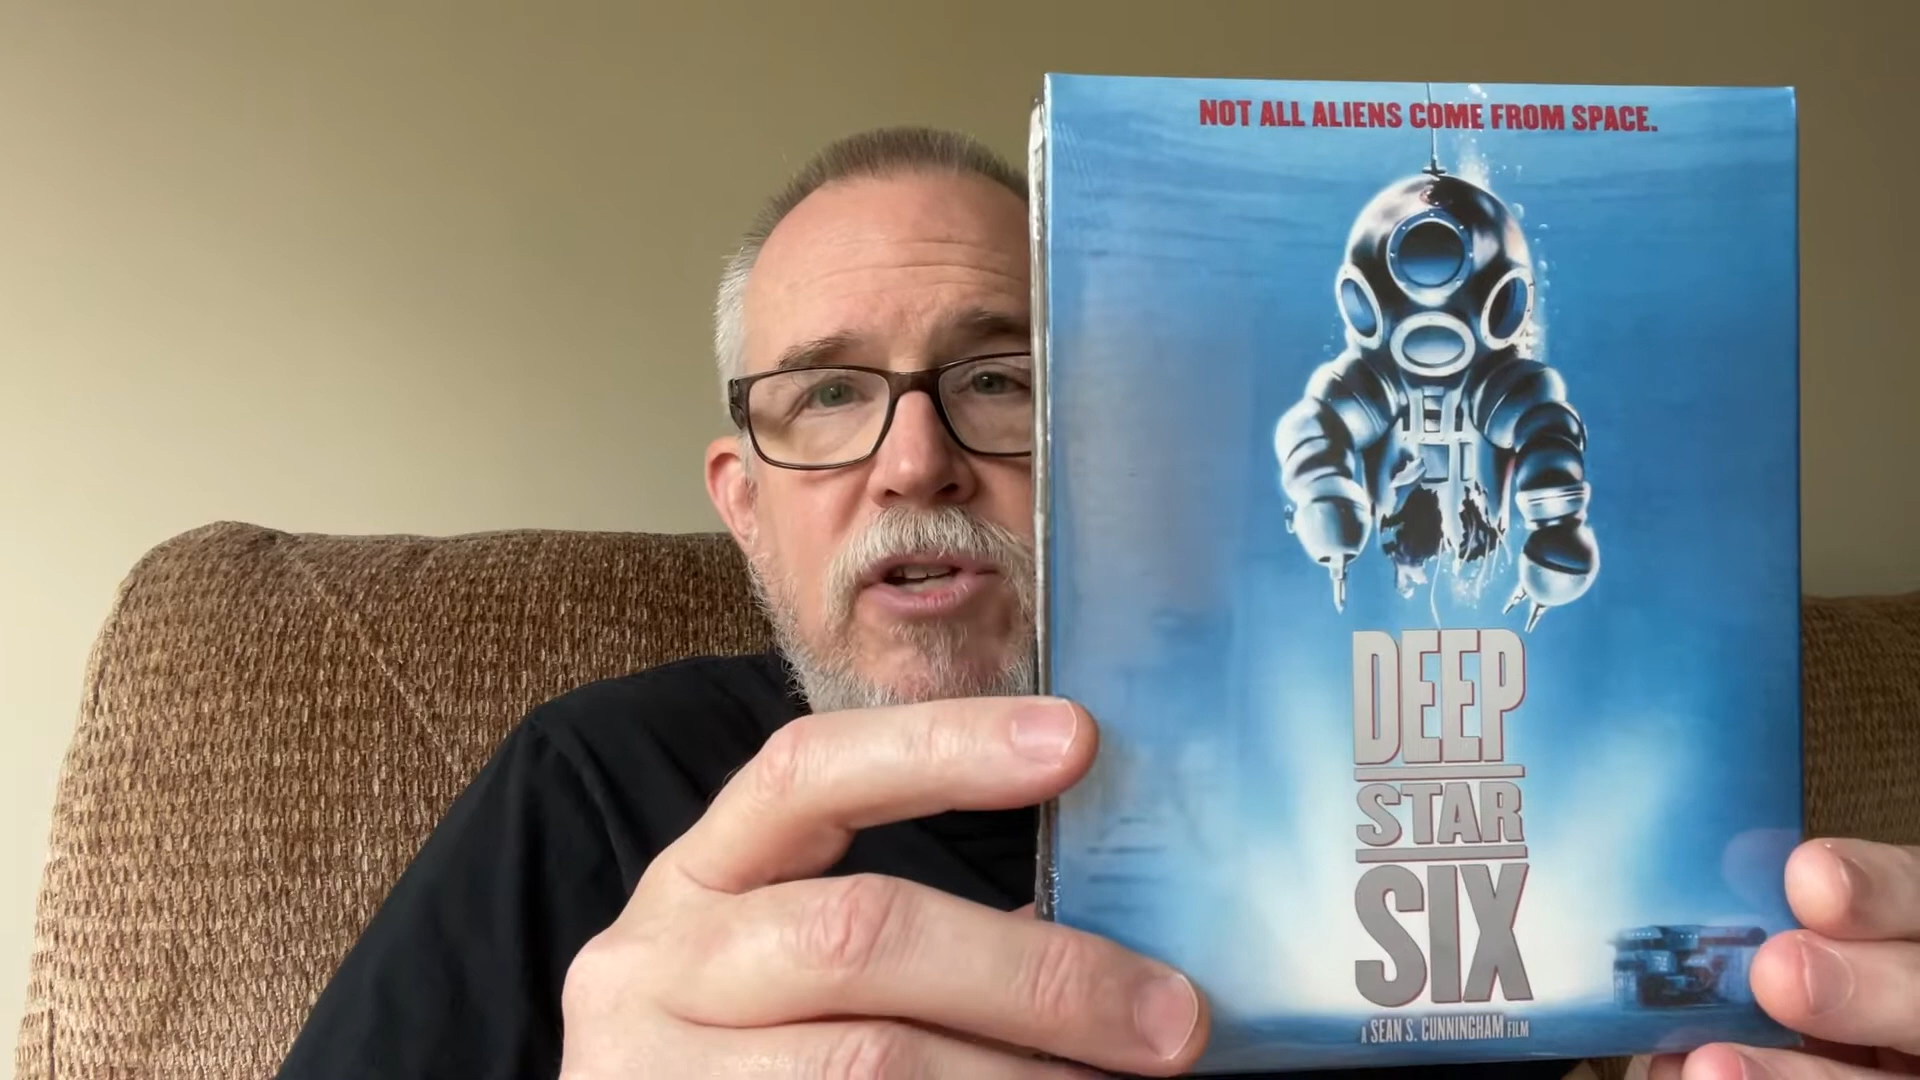 NOT ALL ALIENS COME FROM SPACE.
DEEP
STAR
SIX
A SEAN S. CUNNINGHAM FILM